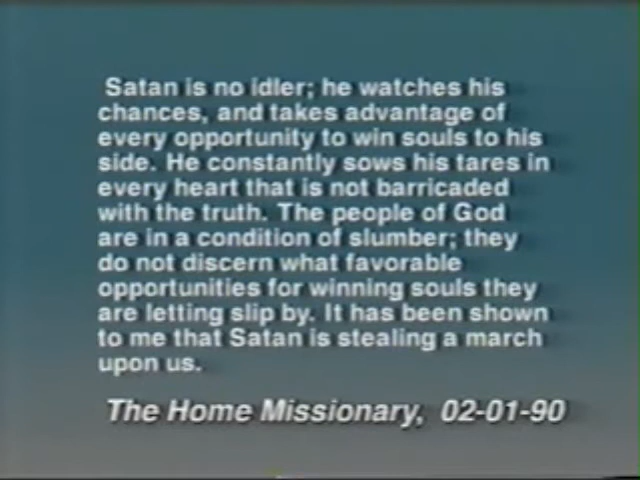 Satan is no idler; he watches his
chances, and takes advantage of
every opportunity to win souls to his
side. He constantly sows his tares in
every heart that is not barricaded
with the truth. The people of God
are in a condition of slumber; they
do not discern what favorable
opportunities for winning souls they
are letting slip by. It has been shown
to me that Satan is stealing a march
upon us.
The Home Missionary, 02-01-90